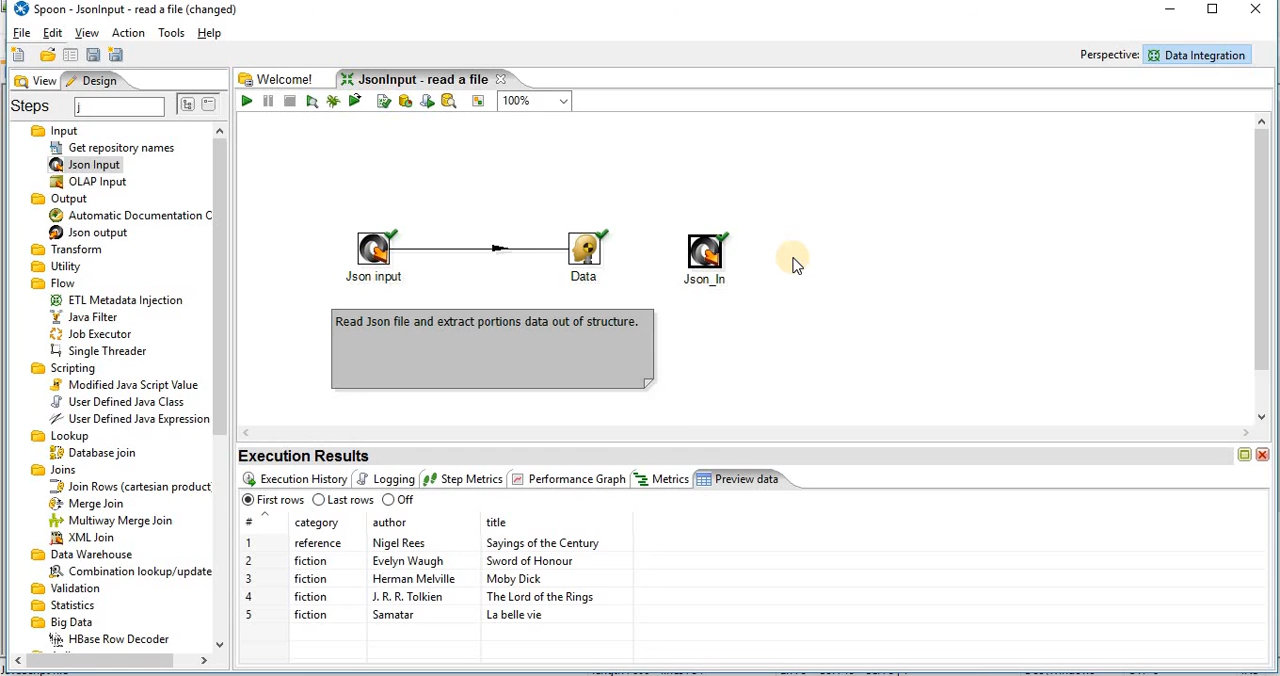 Spoon - JsonInput - read a file (changed)
File Edit View Action Tools Help
Perspective: Data Integration
View Design
Welcome! JsonInput - read a file
Steps j
100%
Input
Get repository names
Json Input
OLAP Input
Output
Automatic Documentation O
Json output
Transform
Utility
Flow
ETL Metadata Injection
Java Filter
Job Executor
Single Threader
Scripting
Modified Java Script Value
User Defined Java Class
User Defined Java Expression
Lookup
Database join
Joins
Join Rows (cartesian product
Merge Join
Multiway Merge Join
XML Join
Data Warehouse
Combination lookup/update
Validation
Statistics
Big Data
HBase Row Decoder
Json input
Data
Json_In
Read Json file and extract portions data out of structure.
Execution Results
Execution History Logging Step Metrics Performance Graph Metrics Preview data
First rows Last rows Off
# category author title
1 reference Nigel Rees Sayings of the Century
2 fiction Evelyn Waugh Sword of Honour
3 fiction Herman Melville Moby Dick
4 fiction J. R. R. Tolkien The Lord of the Rings
5 fiction Samatar La belle vie